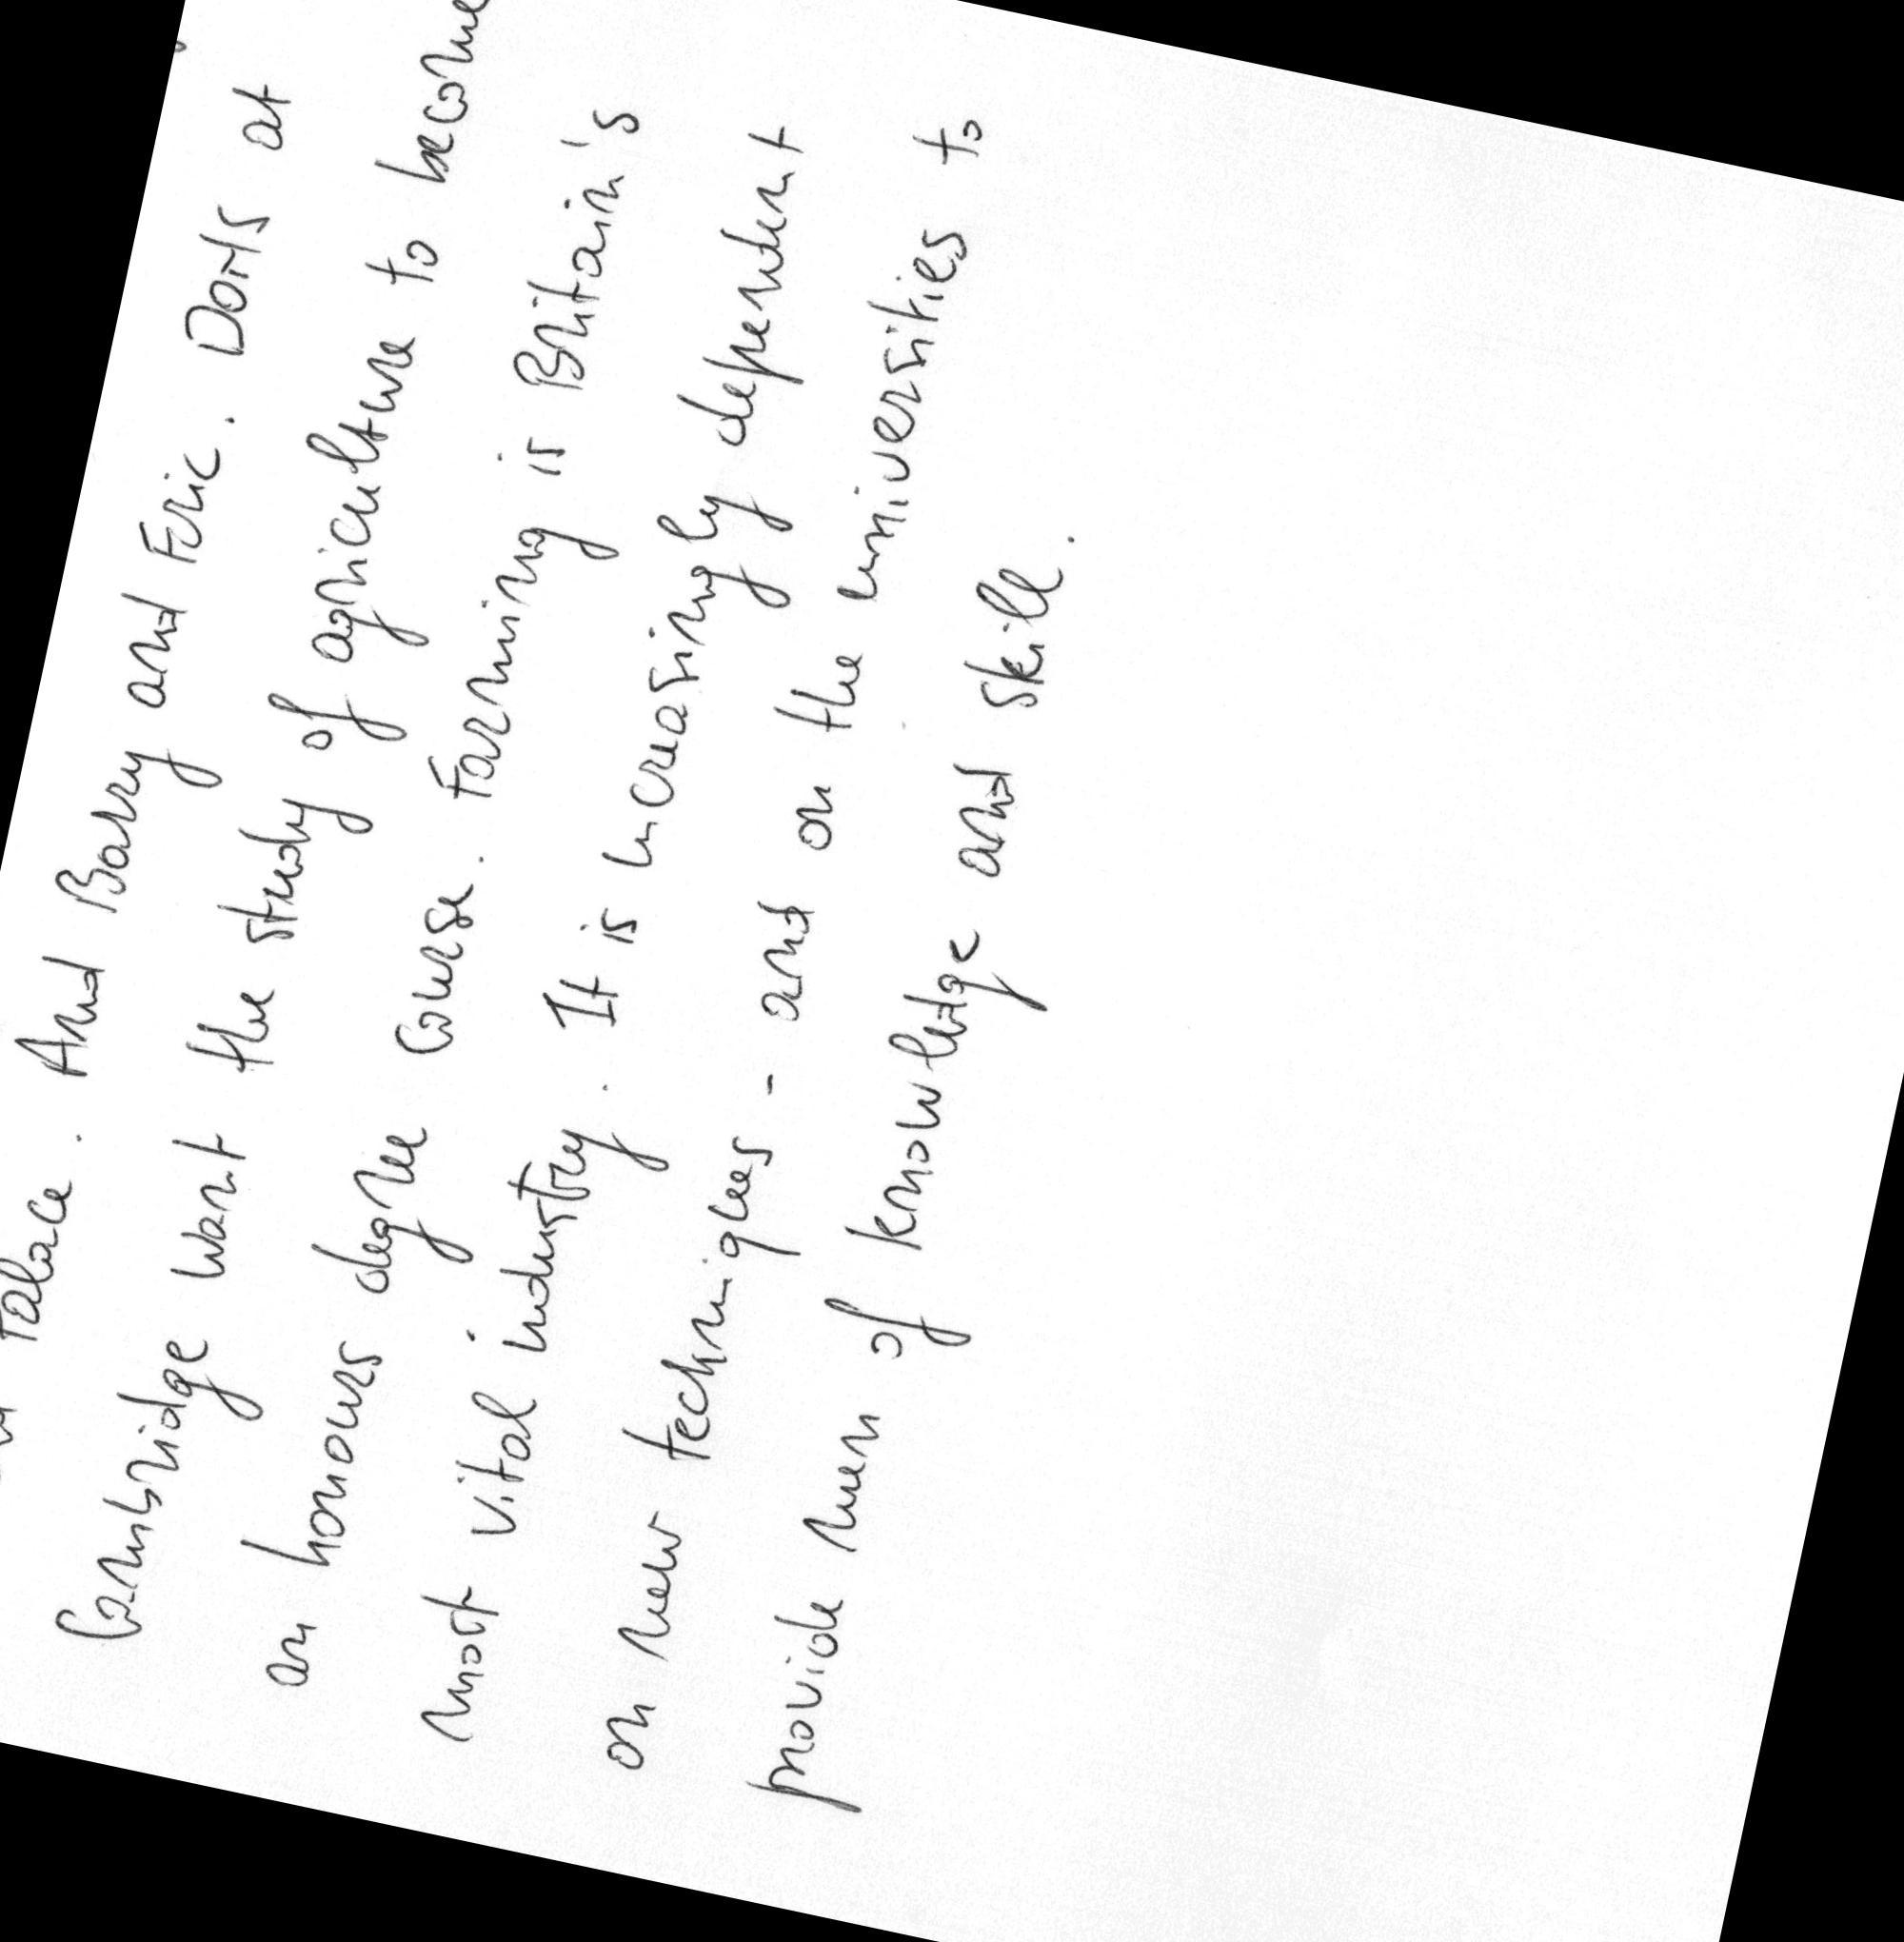 Palace. And Barry and Eric. Dons at
Cambridge want the study of agriculture to become
an honours degree course. Farming is Britain's
most vital industry. It is increasingly dependent
on new techniques - and on the universities to
provide men of knowledge and skill.